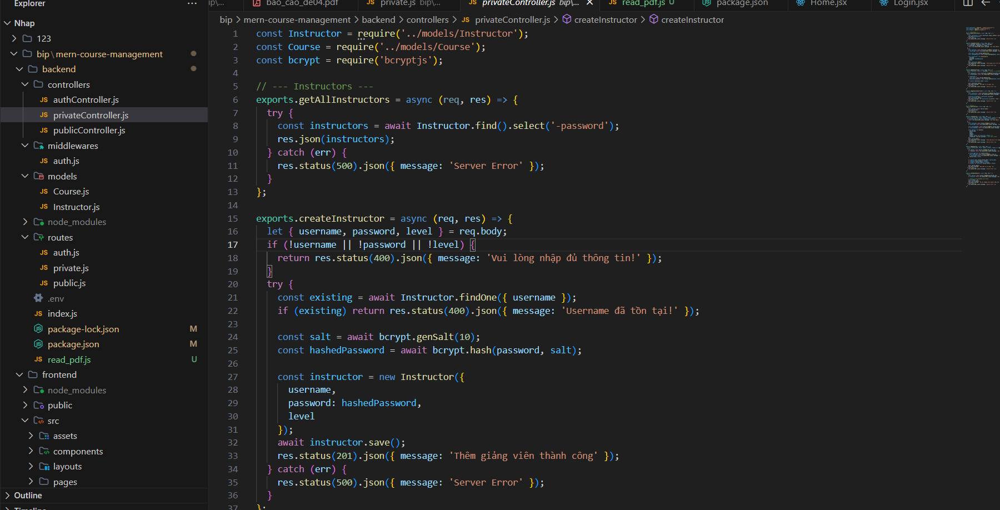 Explorer
Nhap
123
bip\mern-course-management
backend
controllers
authController.js
privateController.js
publicController.js
middlewares
auth.js
models
Course.js
Instructor.js
node_modules
routes
auth.js
private.js
public.js
.env
index.js
package-lock.json M
package.json M
read_pdf.js U
frontend
node_modules
public
src
assets
components
layouts
pages
Outline
Timeline
bip\... bao_cao_de04.pdf private.js bip\... privateController.js bip\... read_pdf.js U package.json Home.jsx Login.jsx
bip > mern-course-management > backend > controllers > JS privateController.js > createInstructor > createInstructor
1 const Instructor = require('../models/Instructor');
2 const Course = require('../models/Course');
3 const bcrypt = require('bcryptjs');
4
5 // --- Instructors ---
6 exports.getAllInstructors = async (req, res) => {
7 try {
8 const instructors = await Instructor.find().select('-password');
9 res.json(instructors);
10 } catch (err) {
11 res.status(500).json({ message: 'Server Error' });
12 }
13 };
14
15 exports.createInstructor = async (req, res) => {
16 let { username, password, level } = req.body;
17 if (!username || !password || !level) {
18 return res.status(400).json({ message: 'Vui lòng nhập đủ thông tin!' });
19 }
20 try {
21 const existing = await Instructor.findOne({ username });
22 if (existing) return res.status(400).json({ message: 'Username đã tồn tại!' });
23
24 const salt = await bcrypt.genSalt(10);
25 const hashedPassword = await bcrypt.hash(password, salt);
26
27 const instructor = new Instructor({
28 username,
29 password: hashedPassword,
30 level
31 });
32 await instructor.save();
33 res.status(201).json({ message: 'Thêm giảng viên thành công' });
34 } catch (err) {
35 res.status(500).json({ message: 'Server Error' });
36 }
37 };